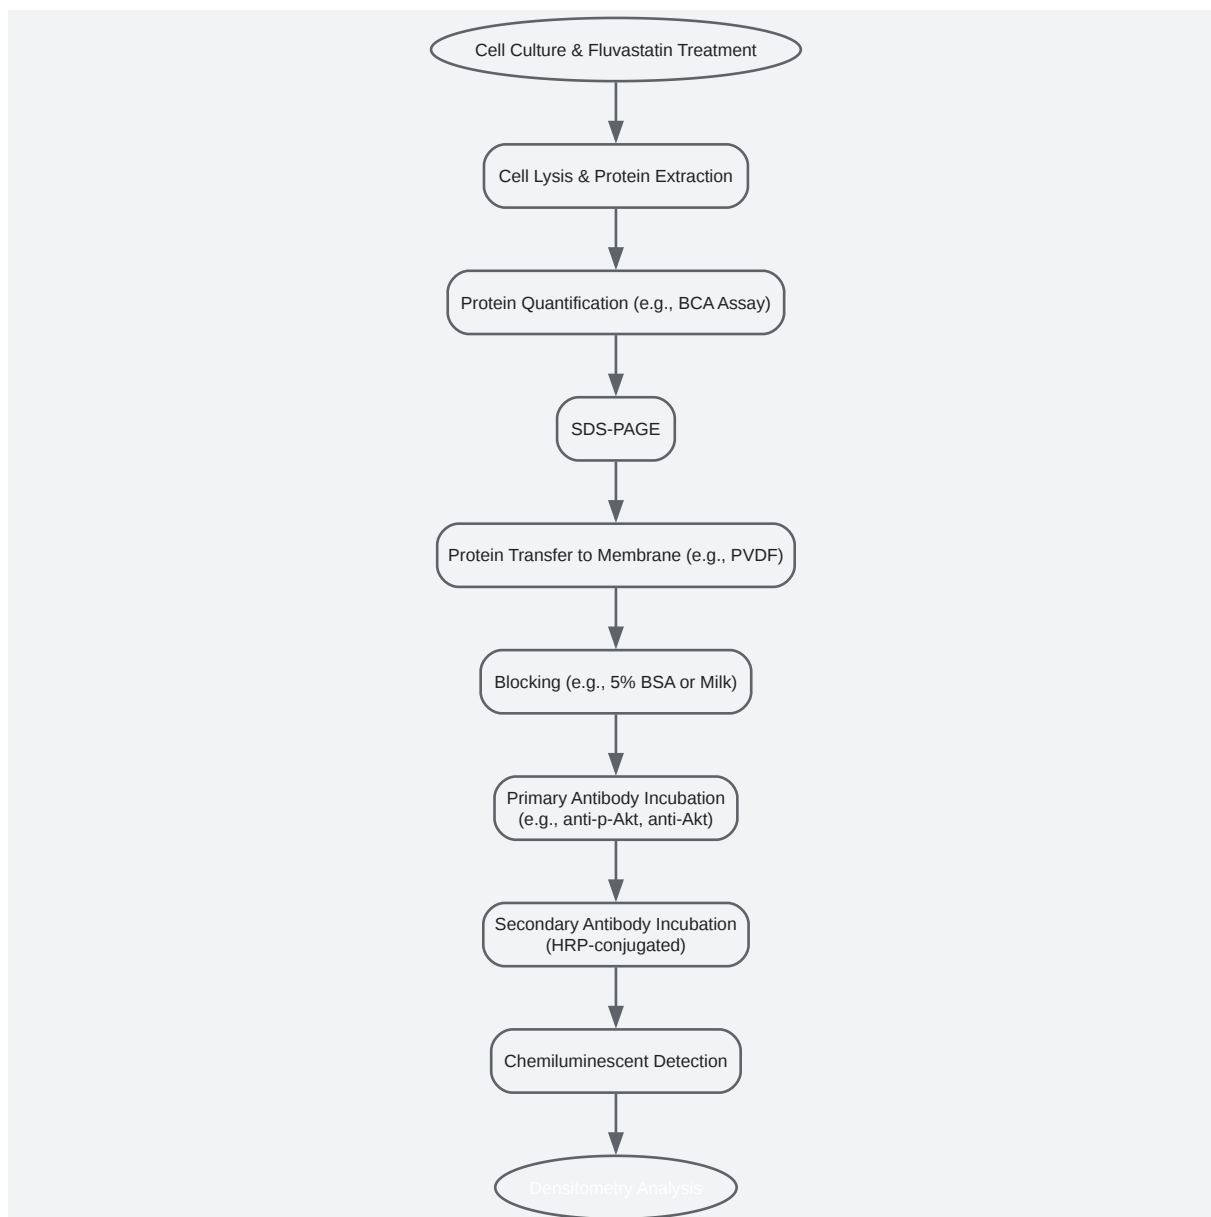 Cell Culture & Fluvastatin Treatment
Cell Lysis & Protein Extraction
Protein Quantification (e.g., BCA Assay)
SDS-PAGE
Protein Transfer to Membrane (e.g., PVDF)
Blocking (e.g., 5% BSA or Milk)
Primary Antibody Incubation
(e.g., anti-p-Akt, anti-Akt)
Secondary Antibody Incubation
(HRP-conjugated)
Chemiluminescent Detection
Densitometry Analysis